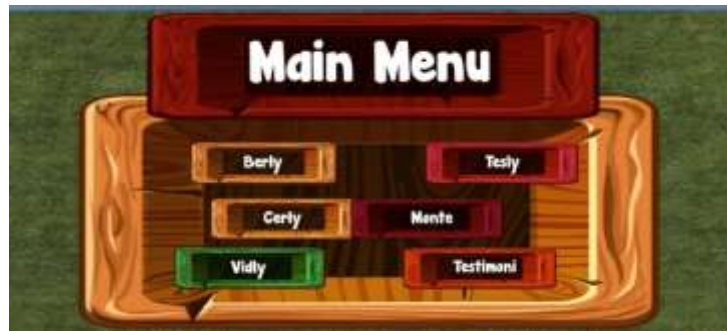 Main Menu
Berly
Tesly
Cerly
Monte
Vidly
Testimoni